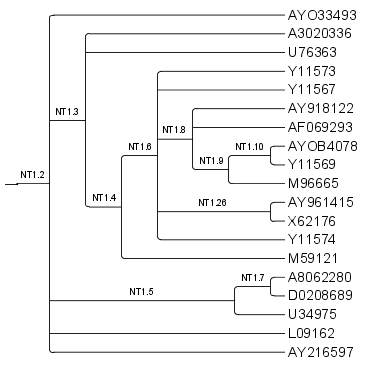 AYO33493
A3020336
U76363
Y11573
NT1.3
Y11567
NT1.8
AY918122
AF069293
NT1.6
NT1.10
AYOB4078
NT1.9
Y11569
NT1.2
M96665
NT1.4
NT1.26
AY961415
X62176
Y11574
M59121
NT1.7
A8062280
NT1.5
D0208689
U34975
L09162
AY216597